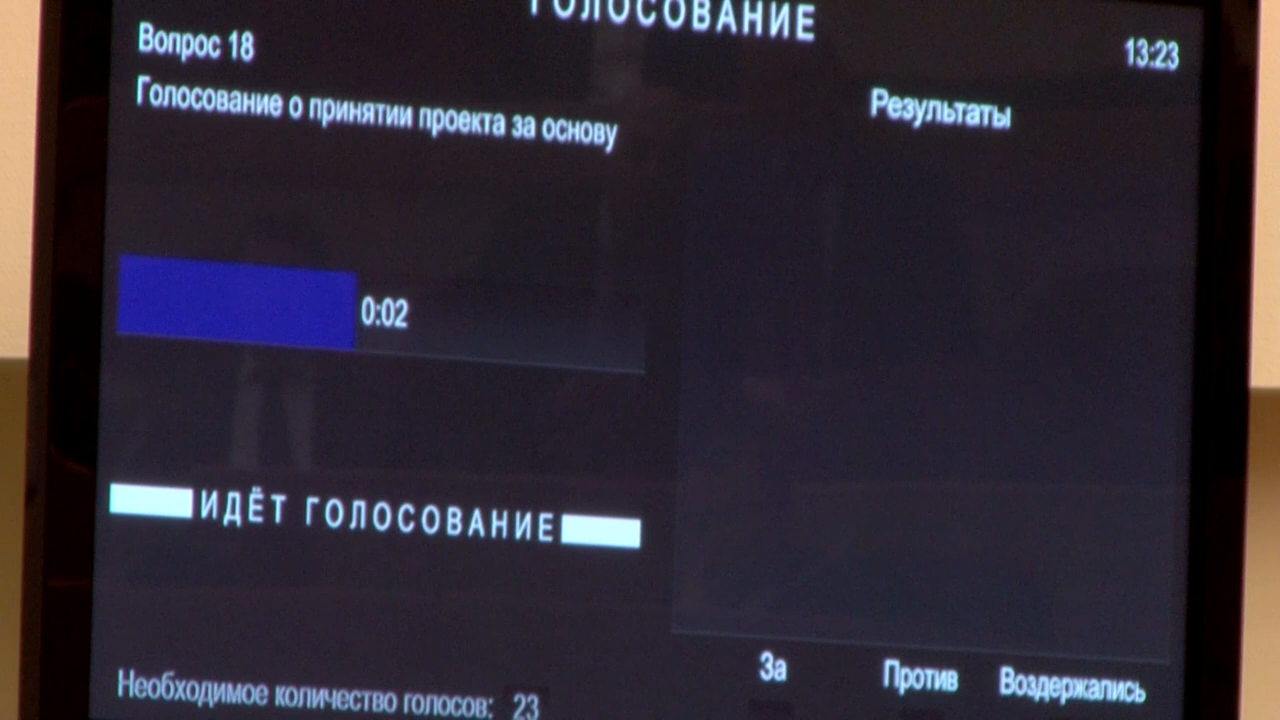 ГОЛОСОВАНИЕ
Вопрос 18
13:23
Голосование о принятии проекта за основу
Результаты
0:02
ИДЁТ ГОЛОСОВАНИЕ
За Против Воздержались
Необходимое количество голосов: 23